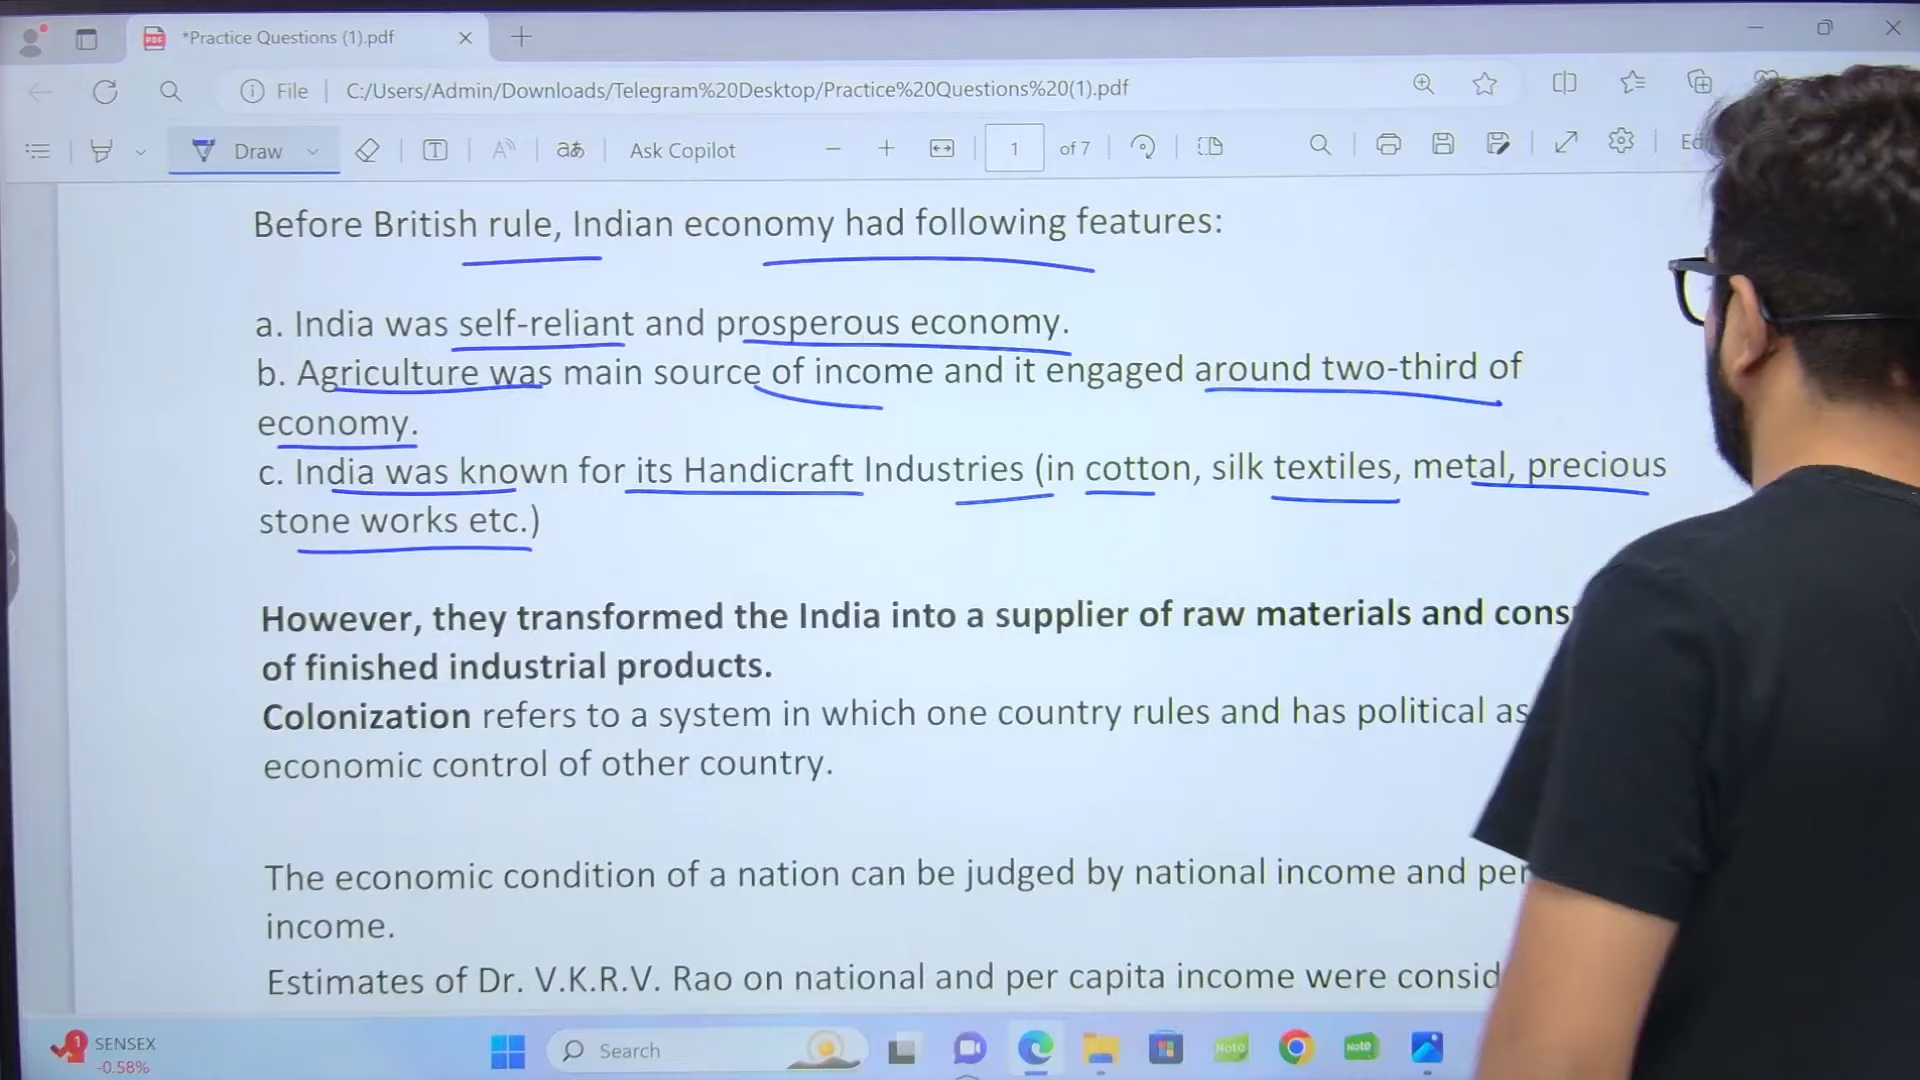 *Practice Questions (1).pdf
File
C:/Users/Admin/Downloads/Telegram%20Desktop/Practice%20Questions%20(1).pdf
Draw
Ask Copilot
1 of 7
Before British rule, Indian economy had following features:
a. India was self-reliant and prosperous economy.
b. Agriculture was main source of income and it engaged around two-third of
economy.
c. India was known for its Handicraft Industries (in cotton, silk textiles, metal, precious
stone works etc.)
However, they transformed the India into a supplier of raw materials and cons
of finished industrial products.
Colonization refers to a system in which one country rules and has political as
economic control of other country.
The economic condition of a nation can be judged by national income and per
income.
Estimates of Dr. V.K.R.V. Rao on national and per capita income were consid
1
SENSEX
-0.58%
Search
Note
Note